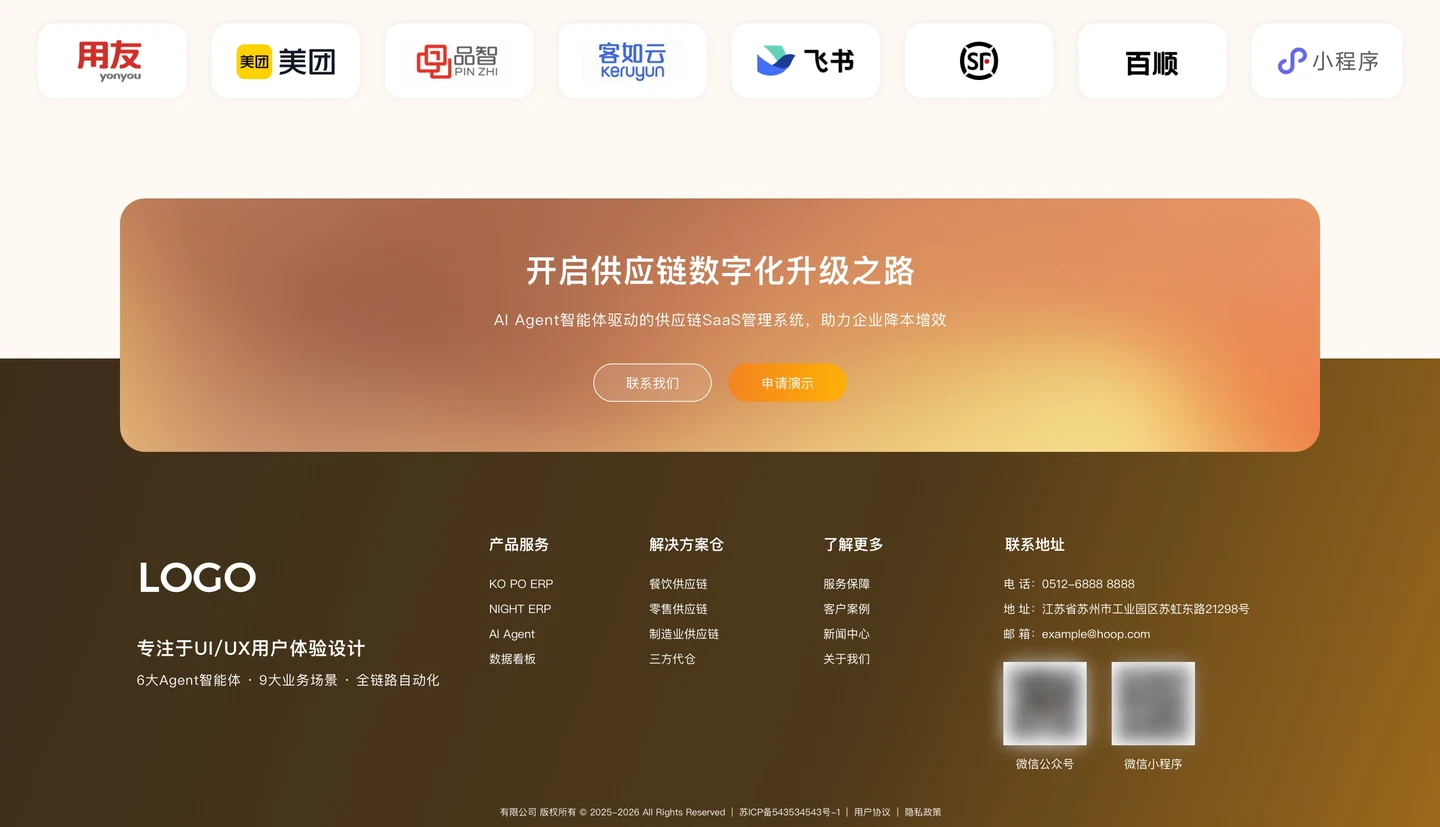 用友
yonyou
美团 美团
品智
PIN ZHI
客如云
keruyun
飞书
SF
百顺
小程序
开启供应链数字化升级之路
AI Agent智能体驱动的供应链SaaS管理系统，助力企业降本增效
联系我们
申请演示
LOGO
专注于UI/UX用户体验设计
6大Agent智能体 · 9大业务场景 · 全链路自动化
产品服务
KO PO ERP
NIGHT ERP
AI Agent
数据看板
解决方案仓
餐饮供应链
零售供应链
制造业供应链
三方代仓
了解更多
服务保障
客户案例
新闻中心
关于我们
联系地址
电 话：0512-6888 8888
地 址：江苏省苏州市工业园区苏虹东路21298号
邮 箱：example@hoop.com
微信公众号
微信小程序
有限公司 版权所有 © 2025-2026 All Rights Reserved | 苏ICP备543534543号-1 | 用户协议 | 隐私政策